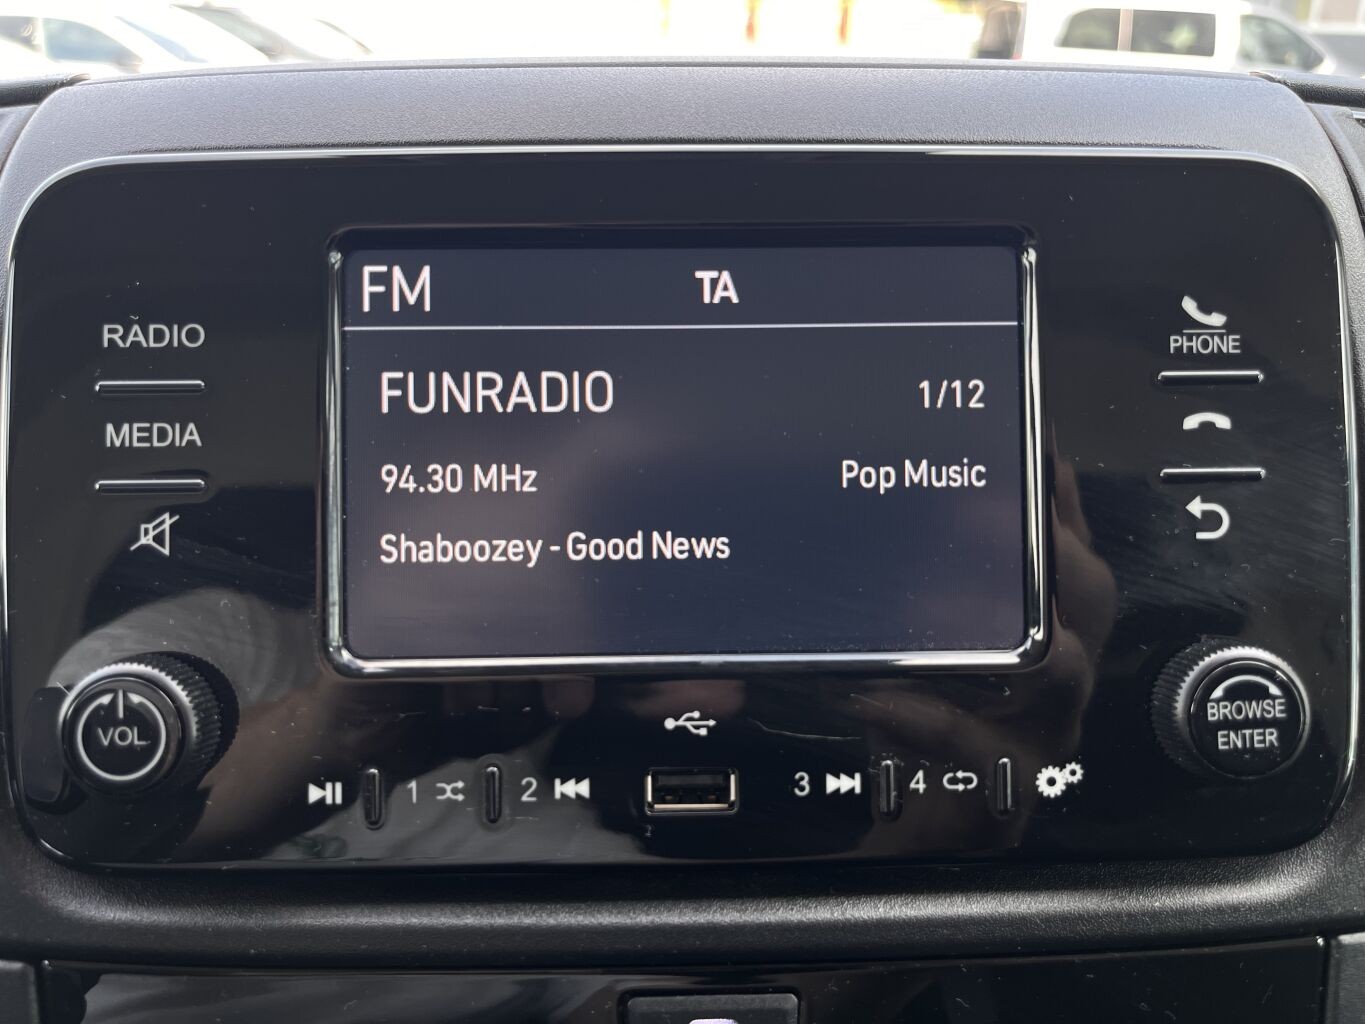 FM TA
RADIO
PHONE
FUNRADIO 1/12
MEDIA
94.30 MHz Pop Music
Shaboozey - Good News
VOL
BROWSE
ENTER
1 2 3 4